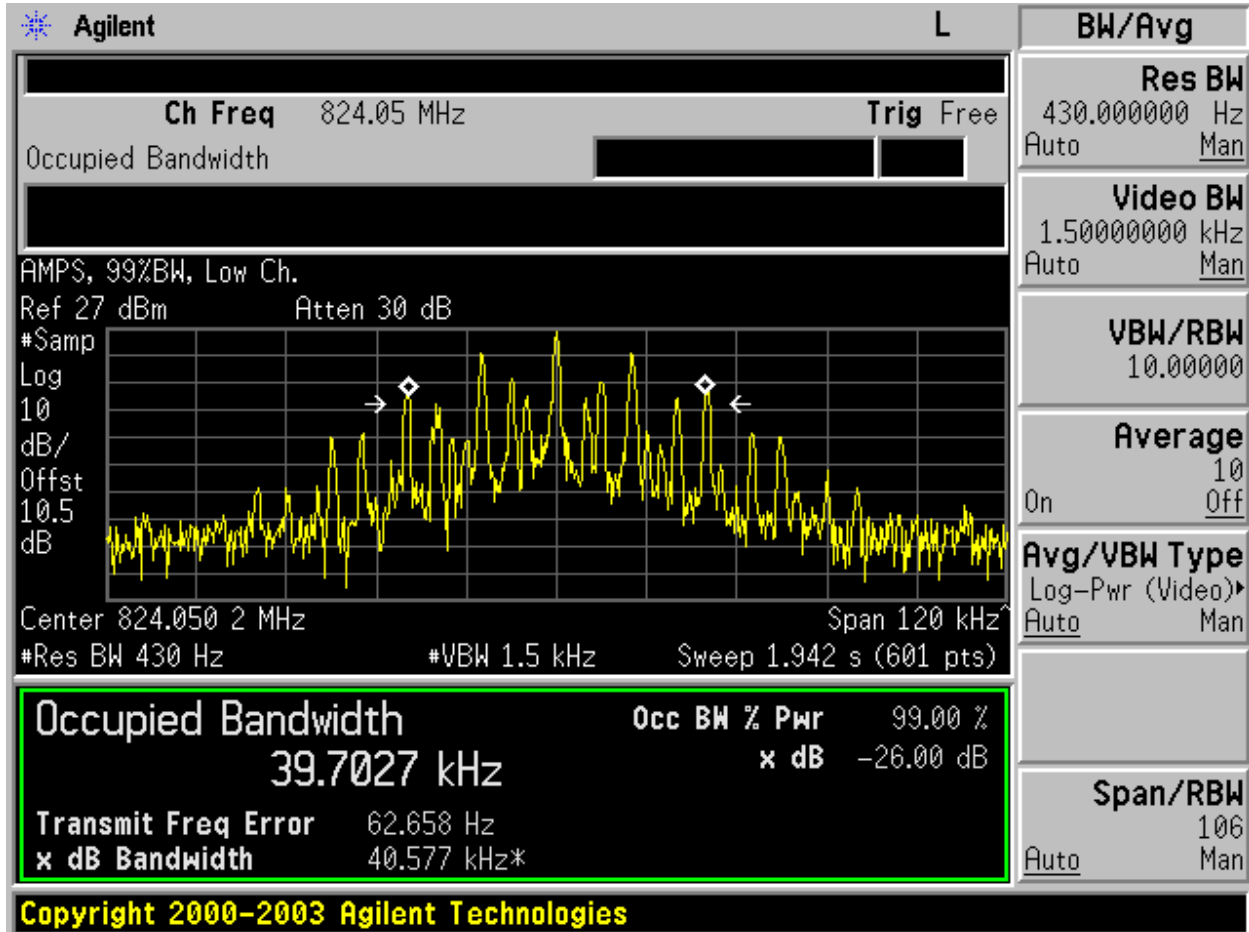 Agilent L
Ch Freq 824.05 MHz Trig Free
Occupied Bandwidth
AMPS, 99%BW, Low Ch.
Ref 27 dBm Atten 30 dB
#Samp
Log
10
dB/
Offst
10.5
dB
Center 824.050 2 MHz Span 120 kHz^
#Res BW 430 Hz #VBW 1.5 kHz Sweep 1.942 s (601 pts)
Occupied Bandwidth
39.7027 kHz
Occ BW % Pwr 99.00 %
x dB -26.00 dB
Transmit Freq Error 62.658 Hz
x dB Bandwidth 40.577 kHz*
Copyright 2000-2003 Agilent Technologies
BW/Avg
Res BW
430.000000 Hz
Auto Man
Video BW
1.50000000 kHz
Auto Man
VBW/RBW
10.00000
Average
10
On Off
Avg/VBW Type
Log-Pwr (Video)▸
Auto Man
Span/RBW
106
Auto Man